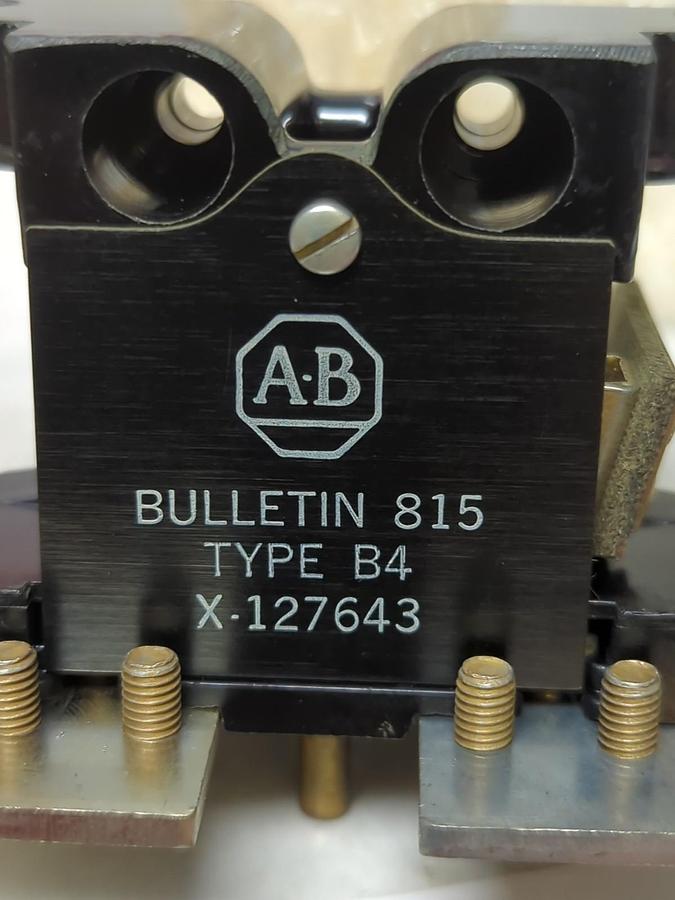 A·B
BULLETIN 815
TYPE B4
X-127643